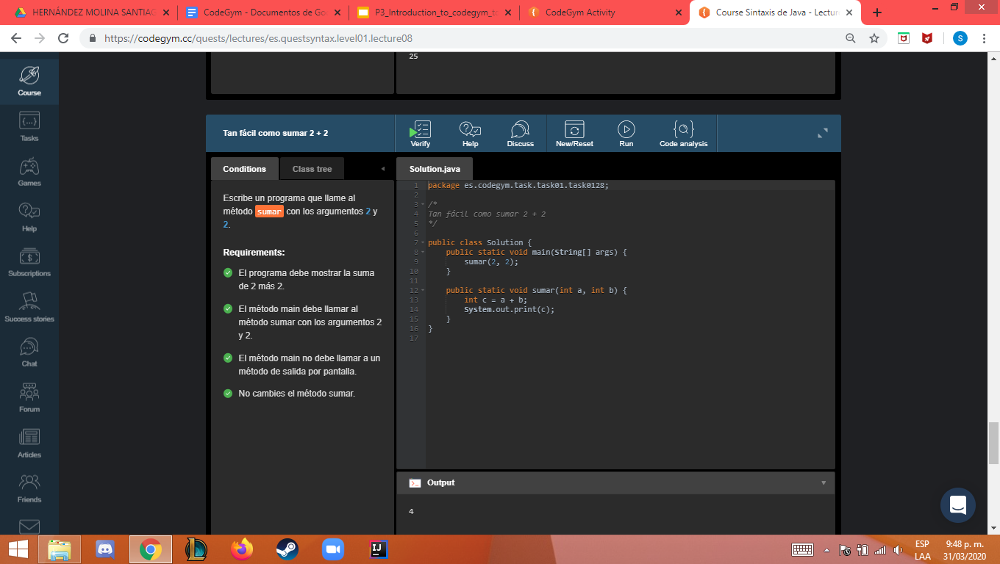 HERNÁNDEZ MOLINA SANTIAG
CodeGym - Documentos de Go
P3_Introduction_to_codegym_t
CodeGym Activity
Course Sintaxis de Java - Lectur
https://codegym.cc/quests/lectures/es.questsyntax.level01.lecture08
S
25
Course
Tasks
Games
Help
Subscriptions
Success stories
Chat
Forum
Articles
Friends
Tan fácil como sumar 2 + 2
Verify
Help
Discuss
New/Reset
Run
Code analysis
Conditions
Class tree
Escribe un programa que llame al
método sumar con los argumentos 2 y
2.
Requirements:
El programa debe mostrar la suma
de 2 más 2.
El método main debe llamar al
método sumar con los argumentos 2
y 2.
El método main no debe llamar a un
método de salida por pantalla.
No cambies el método sumar.
Solution.java
1 package es.codegym.task.task01.task0128;
2
3 /*
4 Tan fácil como sumar 2 + 2
5 */
6
7 public class Solution {
8 public static void main(String[] args) {
9 sumar(2, 2);
10 }
11
12 public static void sumar(int a, int b) {
13 int c = a + b;
14 System.out.print(c);
15 }
16 }
17
Output
4
IJ
ESP
LAA
9:48 p. m.
31/03/2020